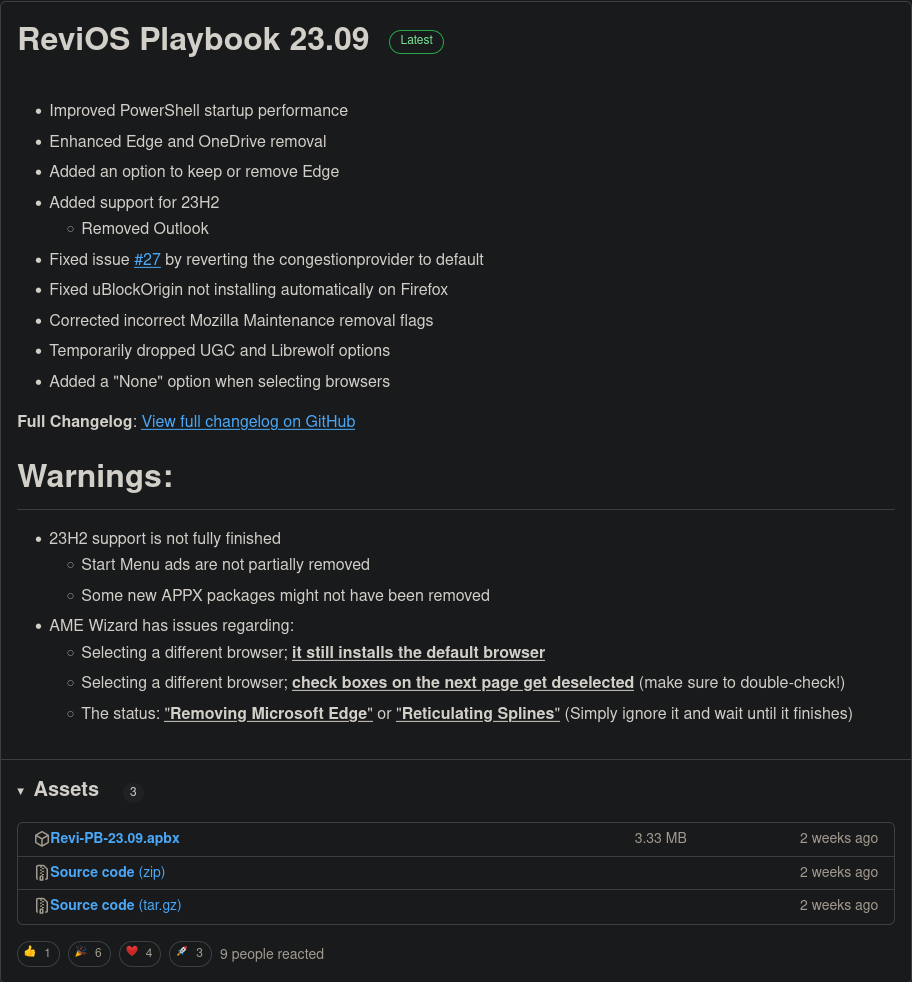 ReviOS Playbook 23.09 Latest
• Improved PowerShell startup performance
• Enhanced Edge and OneDrive removal
• Added an option to keep or remove Edge
• Added support for 23H2
○ Removed Outlook
• Fixed issue #27 by reverting the congestionprovider to default
• Fixed uBlockOrigin not installing automatically on Firefox
• Corrected incorrect Mozilla Maintenance removal flags
• Temporarily dropped UGC and Librewolf options
• Added a "None" option when selecting browsers
Full Changelog: View full changelog on GitHub
Warnings:
• 23H2 support is not fully finished
○ Start Menu ads are not partially removed
○ Some new APPX packages might not have been removed
• AME Wizard has issues regarding:
○ Selecting a different browser; it still installs the default browser
○ Selecting a different browser; check boxes on the next page get deselected (make sure to double-check!)
○ The status: "Removing Microsoft Edge" or "Reticulating Splines" (Simply ignore it and wait until it finishes)
▾ Assets 3
Revi-PB-23.09.apbx 3.33 MB 2 weeks ago
Source code (zip) 2 weeks ago
Source code (tar.gz) 2 weeks ago
👍 1 🎉 6 ❤️ 4 🚀 3 9 people reacted